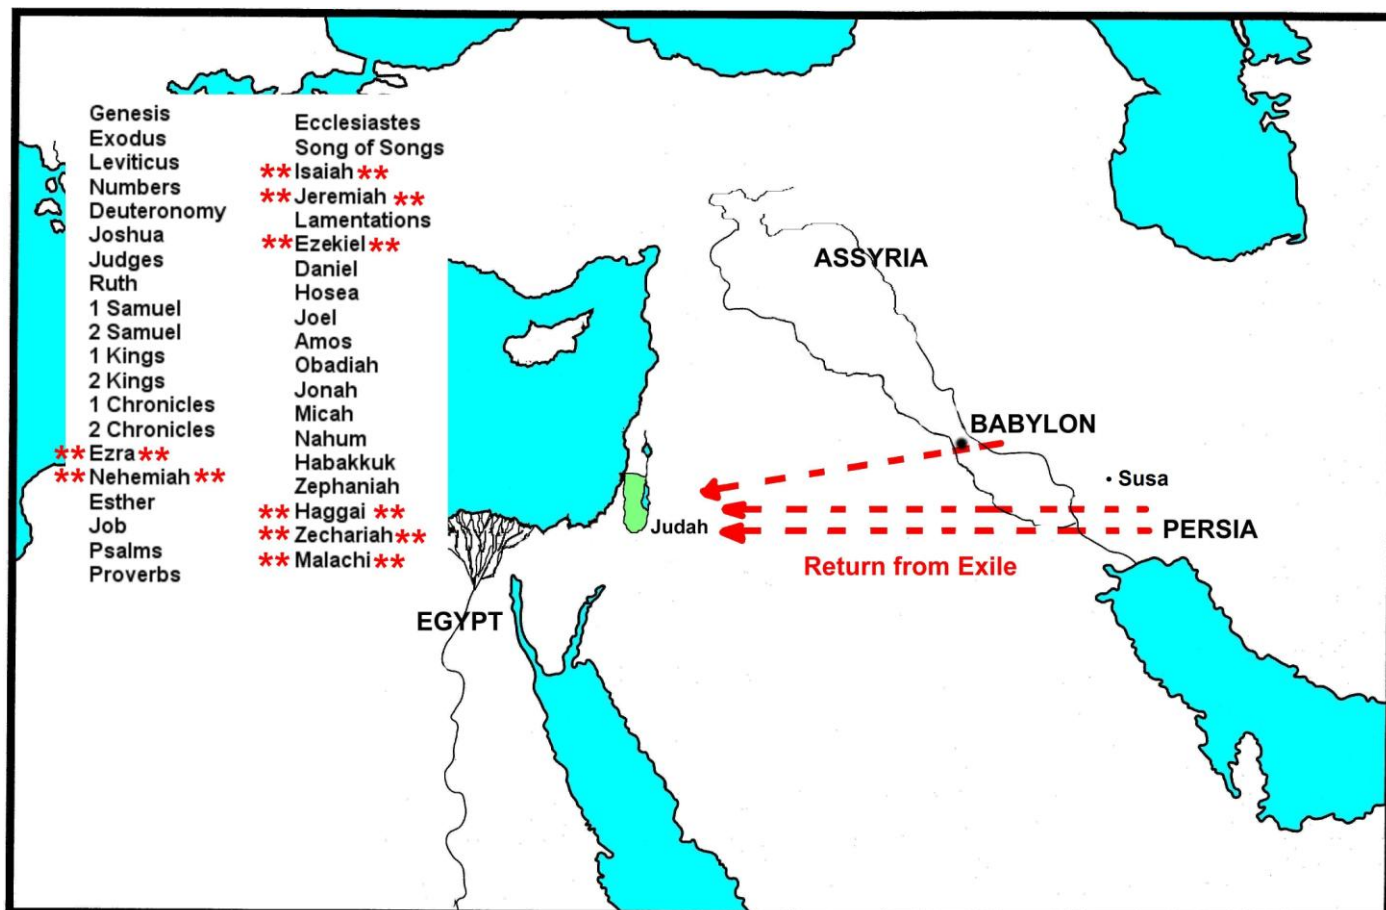 Genesis
Exodus
Leviticus
Numbers
Deuteronomy
Joshua
Judges
Ruth
1 Samuel
2 Samuel
1 Kings
2 Kings
1 Chronicles
2 Chronicles
** Ezra **
** Nehemiah **
Esther
Job
Psalms
Proverbs
Ecclesiastes
Song of Songs
** Isaiah **
** Jeremiah **
Lamentations
** Ezekiel **
Daniel
Hosea
Joel
Amos
Obadiah
Jonah
Micah
Nahum
Habakkuk
Zephaniah
** Haggai **
** Zechariah **
** Malachi **
ASSYRIA
BABYLON
Susa
Judah
PERSIA
Return from Exile
EGYPT